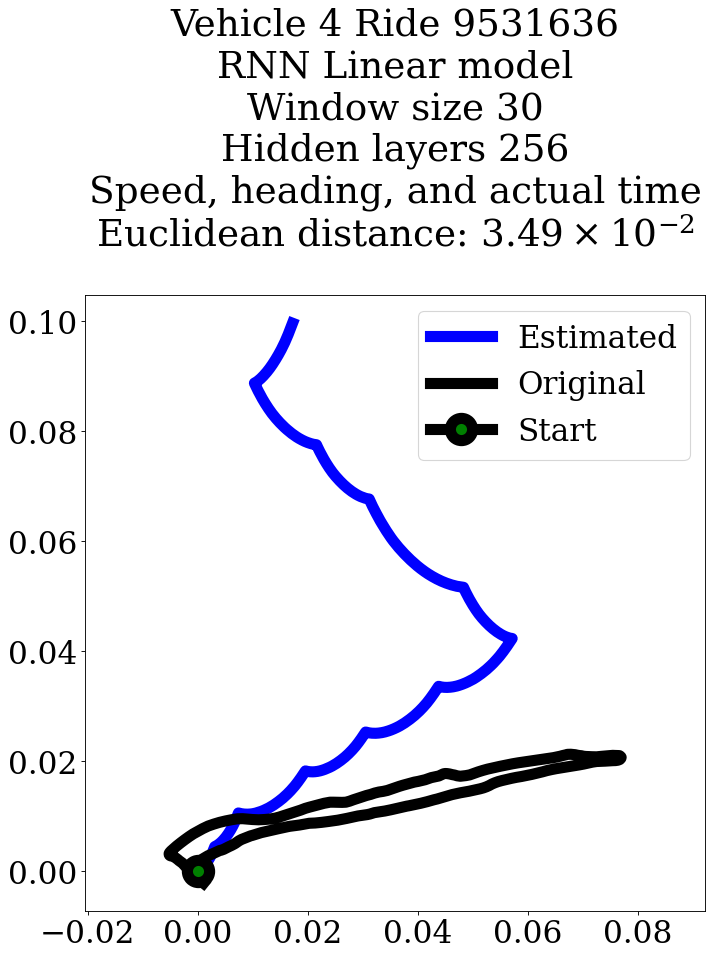 Vehicle 4 Ride 9531636
RNN Linear model
Window size 30
Hidden layers 256
Speed, heading, and actual time
Euclidean distance: 3.49 × 10⁻²
Estimated
Original
Start
0.10
0.08
0.06
0.04
0.02
0.00
−0.02 0.00 0.02 0.04 0.06 0.08